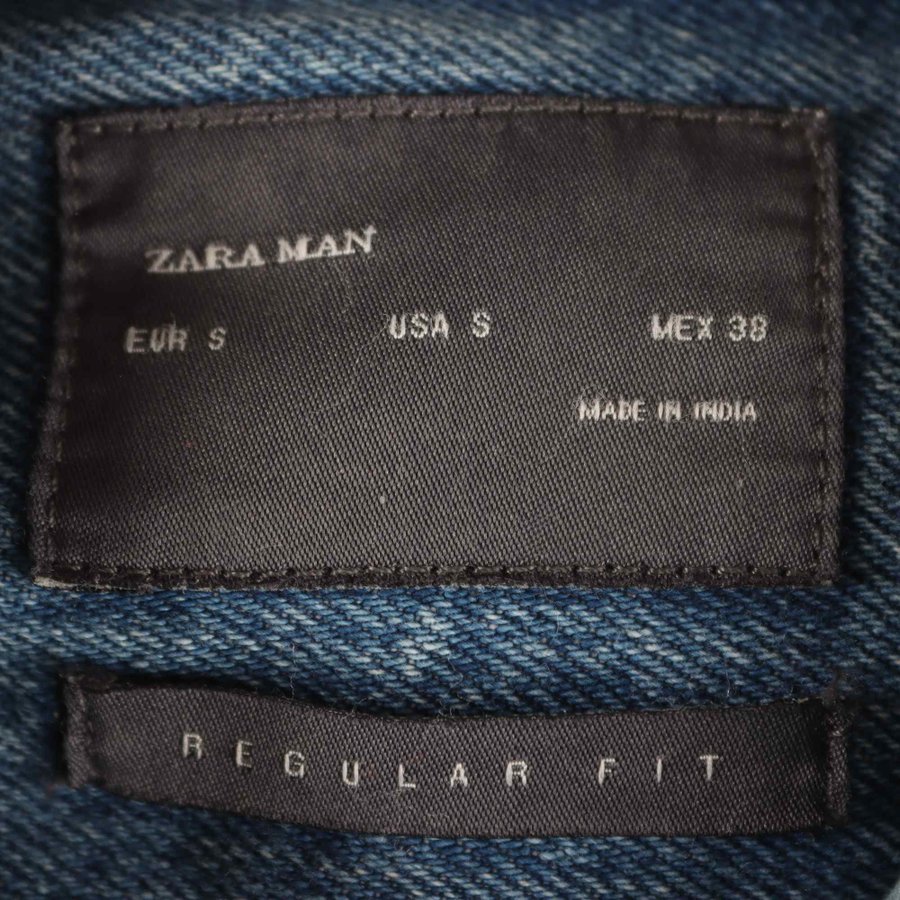 ZARA MAN
EUR S USA S MEX 38
MADE IN INDIA
REGULAR FIT